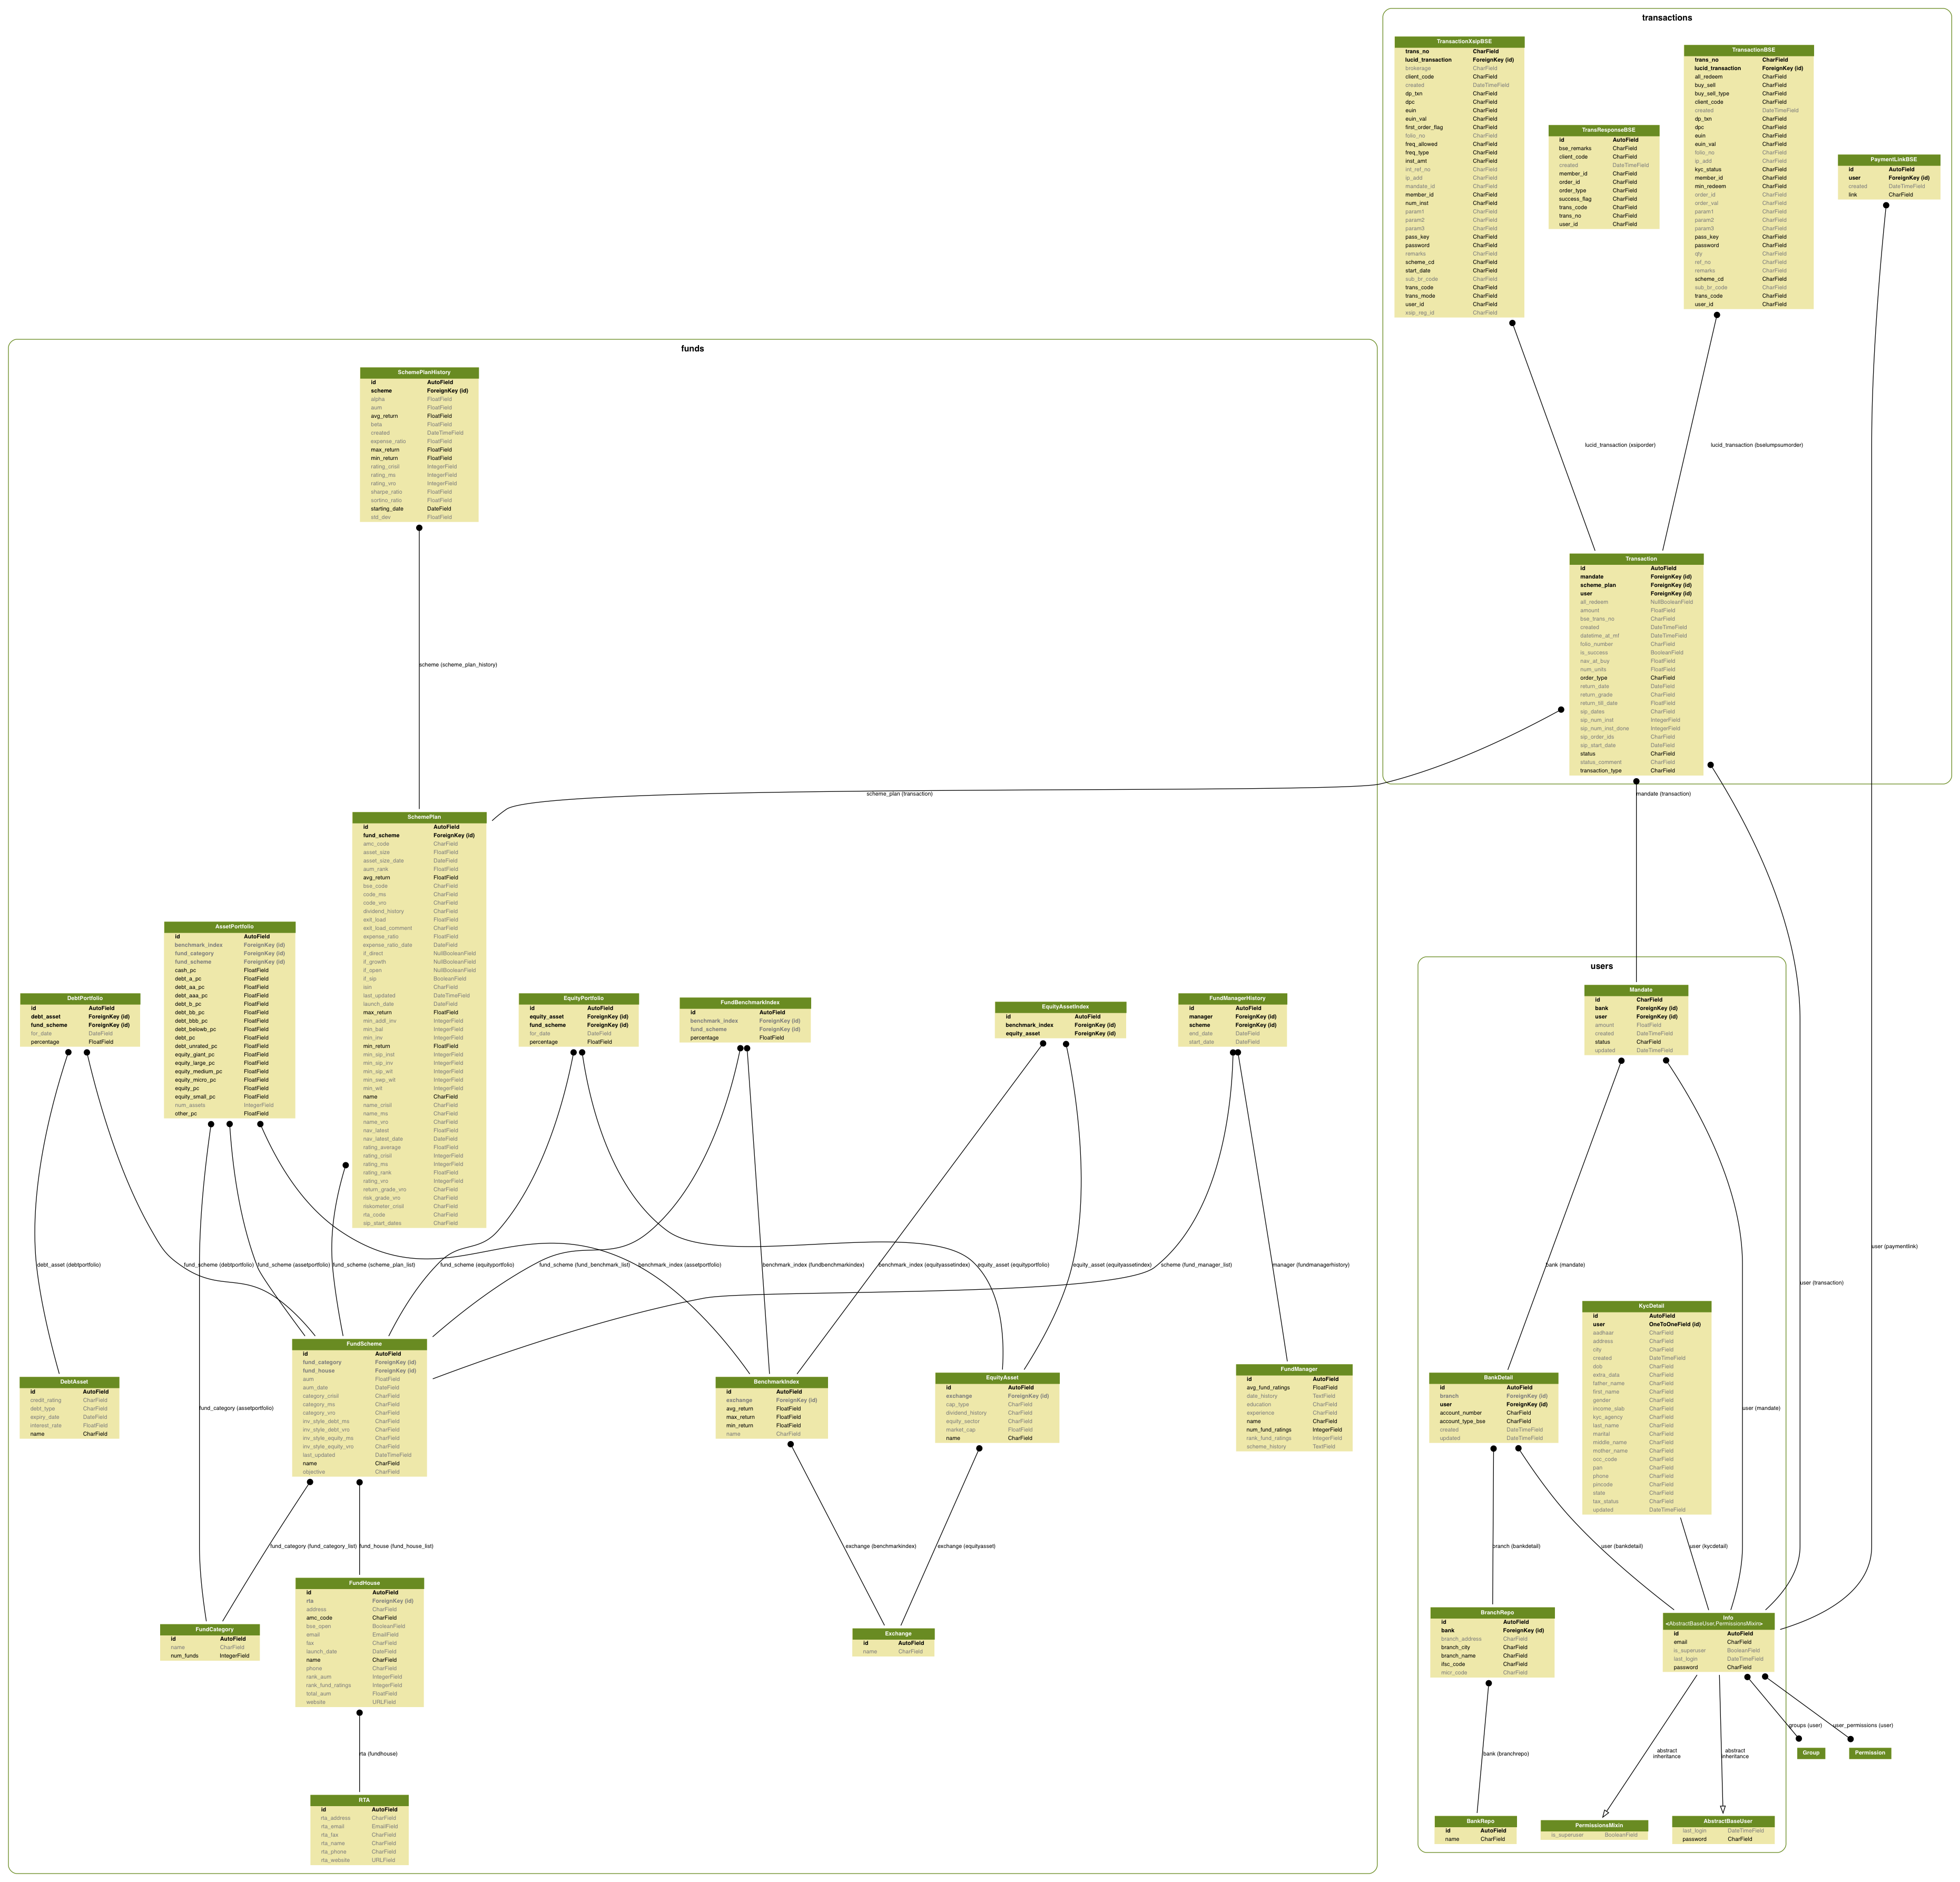 transactions
TransactionXsipBSE
trans_no CharField
lucid_transaction ForeignKey (id)
brokerage CharField
client_code CharField
created DateTimeField
dp_txn CharField
dpc CharField
euin CharField
euin_val CharField
first_order_flag CharField
folio_no CharField
freq_allowed CharField
freq_type CharField
inst_amt CharField
int_ref_no CharField
ip_add CharField
mandate_id CharField
member_id CharField
num_inst CharField
param1 CharField
param2 CharField
param3 CharField
pass_key CharField
password CharField
remarks CharField
scheme_cd CharField
start_date CharField
sub_br_code CharField
trans_code CharField
trans_mode CharField
user_id CharField
xsip_reg_id CharField
TransResponseBSE
id AutoField
bse_remarks CharField
client_code CharField
created DateTimeField
member_id CharField
order_id CharField
order_type CharField
success_flag CharField
trans_code CharField
trans_no CharField
user_id CharField
TransactionBSE
trans_no CharField
lucid_transaction ForeignKey (id)
all_redeem CharField
buy_sell CharField
buy_sell_type CharField
client_code CharField
created DateTimeField
dp_txn CharField
dpc CharField
euin CharField
euin_val CharField
folio_no CharField
ip_add CharField
kyc_status CharField
member_id CharField
min_redeem CharField
order_id CharField
order_val CharField
param1 CharField
param2 CharField
param3 CharField
pass_key CharField
password CharField
qty CharField
ref_no CharField
remarks CharField
scheme_cd CharField
sub_br_code CharField
trans_code CharField
user_id CharField
PaymentLinkBSE
id AutoField
user ForeignKey (id)
created DateTimeField
link CharField
lucid_transaction (xsiporder)
lucid_transaction (bselumpsumorder)
Transaction
id AutoField
mandate ForeignKey (id)
scheme_plan ForeignKey (id)
user ForeignKey (id)
all_redeem NullBooleanField
amount FloatField
bse_trans_no CharField
created DateTimeField
datetime_at_mf DateTimeField
folio_number CharField
is_success BooleanField
nav_at_buy FloatField
num_units FloatField
order_type CharField
return_date DateField
return_grade CharField
return_till_date FloatField
sip_dates CharField
sip_num_inst IntegerField
sip_num_inst_done IntegerField
sip_order_ids CharField
sip_start_date DateField
status CharField
status_comment CharField
transaction_type CharField
scheme_plan (transaction)
mandate (transaction)
funds
SchemePlanHistory
id AutoField
scheme ForeignKey (id)
alpha FloatField
aum FloatField
avg_return FloatField
beta FloatField
created DateTimeField
expense_ratio FloatField
max_return FloatField
min_return FloatField
rating_crisil IntegerField
rating_ms IntegerField
rating_vro IntegerField
sharpe_ratio FloatField
sortino_ratio FloatField
starting_date DateField
std_dev FloatField
scheme (scheme_plan_history)
SchemePlan
id AutoField
fund_scheme ForeignKey (id)
amc_code CharField
asset_size FloatField
asset_size_date DateField
aum_rank FloatField
avg_return FloatField
bse_code CharField
code_ms CharField
code_vro CharField
dividend_history CharField
exit_load FloatField
exit_load_comment CharField
expense_ratio FloatField
expense_ratio_date DateField
if_direct NullBooleanField
if_growth NullBooleanField
if_open NullBooleanField
if_sip BooleanField
isin CharField
last_updated DateTimeField
launch_date DateField
max_return FloatField
min_addl_inv IntegerField
min_bal IntegerField
min_inv IntegerField
min_return FloatField
min_sip_inst IntegerField
min_sip_inv IntegerField
min_sip_wit IntegerField
min_swp_wit IntegerField
min_wit IntegerField
name CharField
name_crisil CharField
name_ms CharField
name_vro CharField
nav_latest FloatField
nav_latest_date DateField
rating_average FloatField
rating_crisil IntegerField
rating_ms IntegerField
rating_rank FloatField
rating_vro IntegerField
return_grade_vro CharField
risk_grade_vro CharField
riskometer_crisil CharField
rta_code CharField
sip_start_dates CharField
AssetPortfolio
id AutoField
benchmark_index ForeignKey (id)
fund_category ForeignKey (id)
fund_scheme ForeignKey (id)
cash_pc FloatField
debt_a_pc FloatField
debt_aa_pc FloatField
debt_aaa_pc FloatField
debt_b_pc FloatField
debt_bb_pc FloatField
debt_bbb_pc FloatField
debt_belowb_pc FloatField
debt_pc FloatField
debt_unrated_pc FloatField
equity_giant_pc FloatField
equity_large_pc FloatField
equity_medium_pc FloatField
equity_micro_pc FloatField
equity_pc FloatField
equity_small_pc FloatField
num_assets IntegerField
other_pc FloatField
DebtPortfolio
id AutoField
debt_asset ForeignKey (id)
fund_scheme ForeignKey (id)
for_date DateField
percentage FloatField
EquityPortfolio
id AutoField
equity_asset ForeignKey (id)
fund_scheme ForeignKey (id)
for_date DateField
percentage FloatField
FundBenchmarkIndex
id AutoField
benchmark_index ForeignKey (id)
fund_scheme ForeignKey (id)
percentage FloatField
EquityAssetIndex
id AutoField
benchmark_index ForeignKey (id)
equity_asset ForeignKey (id)
FundManagerHistory
id AutoField
manager ForeignKey (id)
scheme ForeignKey (id)
end_date DateField
start_date DateField
debt_asset (debtportfolio)
fund_scheme (debtportfolio)
fund_scheme (assetportfolio)
fund_scheme (scheme_plan_list)
fund_scheme (equityportfolio)
fund_scheme (fund_benchmark_list)
benchmark_index (assetportfolio)
benchmark_index (fundbenchmarkindex)
benchmark_index (equityassetindex)
equity_asset (equityportfolio)
equity_asset (equityassetindex)
scheme (fund_manager_list)
manager (fundmanagerhistory)
DebtAsset
id AutoField
credit_rating CharField
debt_type CharField
expiry_date DateField
interest_rate FloatField
name CharField
fund_category (assetportfolio)
FundScheme
id AutoField
fund_category ForeignKey (id)
fund_house ForeignKey (id)
aum FloatField
aum_date DateField
category_crisil CharField
category_ms CharField
category_vro CharField
inv_style_debt_ms CharField
inv_style_debt_vro CharField
inv_style_equity_ms CharField
inv_style_equity_vro CharField
last_updated DateTimeField
name CharField
objective CharField
BenchmarkIndex
id AutoField
exchange ForeignKey (id)
avg_return FloatField
max_return FloatField
min_return FloatField
name CharField
EquityAsset
id AutoField
exchange ForeignKey (id)
cap_type CharField
dividend_history CharField
equity_sector CharField
market_cap FloatField
name CharField
FundManager
id AutoField
avg_fund_ratings FloatField
date_history TextField
education CharField
experience CharField
name CharField
num_fund_ratings IntegerField
rank_fund_ratings IntegerField
scheme_history TextField
fund_category (fund_category_list)
fund_house (fund_house_list)
exchange (benchmarkindex)
exchange (equityasset)
FundCategory
id AutoField
name CharField
num_funds IntegerField
FundHouse
id AutoField
rta ForeignKey (id)
address CharField
amc_code CharField
bse_open BooleanField
email EmailField
fax CharField
launch_date DateField
name CharField
phone CharField
rank_aum IntegerField
rank_fund_ratings IntegerField
total_aum FloatField
website URLField
Exchange
id AutoField
name CharField
rta (fundhouse)
RTA
id AutoField
rta_address CharField
rta_email EmailField
rta_fax CharField
rta_name CharField
rta_phone CharField
rta_website URLField
users
Mandate
id CharField
bank ForeignKey (id)
user ForeignKey (id)
amount FloatField
created DateTimeField
status CharField
updated DateTimeField
bank (mandate)
user (paymentlink)
user (transaction)
user (mandate)
KycDetail
id AutoField
user OneToOneField (id)
aadhaar CharField
address CharField
city CharField
created DateTimeField
dob CharField
extra_data CharField
father_name CharField
first_name CharField
gender CharField
income_slab CharField
kyc_agency CharField
last_name CharField
marital CharField
middle_name CharField
mother_name CharField
occ_code CharField
pan CharField
phone CharField
pincode CharField
state CharField
tax_status CharField
updated DateTimeField
BankDetail
id AutoField
branch ForeignKey (id)
user ForeignKey (id)
account_number CharField
account_type_bse CharField
created DateTimeField
updated DateTimeField
branch (bankdetail)
user (bankdetail)
user (kycdetail)
BranchRepo
id AutoField
bank ForeignKey (id)
branch_address CharField
branch_city CharField
branch_name CharField
ifsc_code CharField
micr_code CharField
Info
<AbstractBaseUser,PermissionsMixin>
id AutoField
email CharField
is_superuser BooleanField
last_login DateTimeField
password CharField
bank (branchrepo)
abstract
inheritance
abstract
inheritance
groups (user)
user_permissions (user)
Group
Permission
BankRepo
id AutoField
name CharField
PermissionsMixin
is_superuser BooleanField
AbstractBaseUser
last_login DateTimeField
password CharField